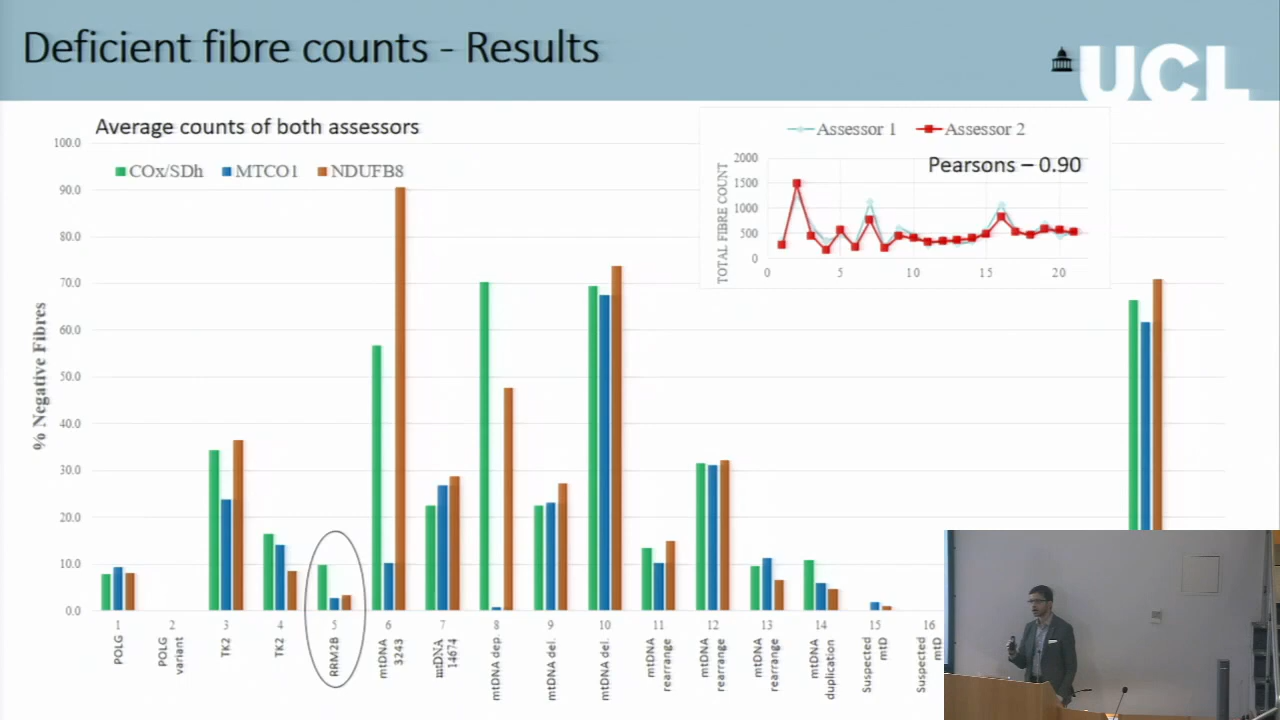 Deficient fibre counts - Results
UCL
Average counts of both assessors
COx/SDh MTCO1 NDUFB8
% Negative Fibres
100.0
90.0
80.0
70.0
60.0
50.0
40.0
30.0
20.0
10.0
0.0
Assessor 1 Assessor 2
Pearsons – 0.90
TOTAL FIBRE COUNT
2000
1500
1000
500
0
0 5 10 15 20
1 2 3 4 5 6 7 8 9 10 11 12 13 14 15 16
POLG
POLG
variant
TK2
TK2
RRM2B
mtDNA
3243
mtDNA
14674
mtDNA dep.
mtDNA del.
mtDNA del.
mtDNA
rearrange
mtDNA
rearrange
mtDNA
rearrange
mtDNA
duplication
Suspected
mtD
Suspected
mtD